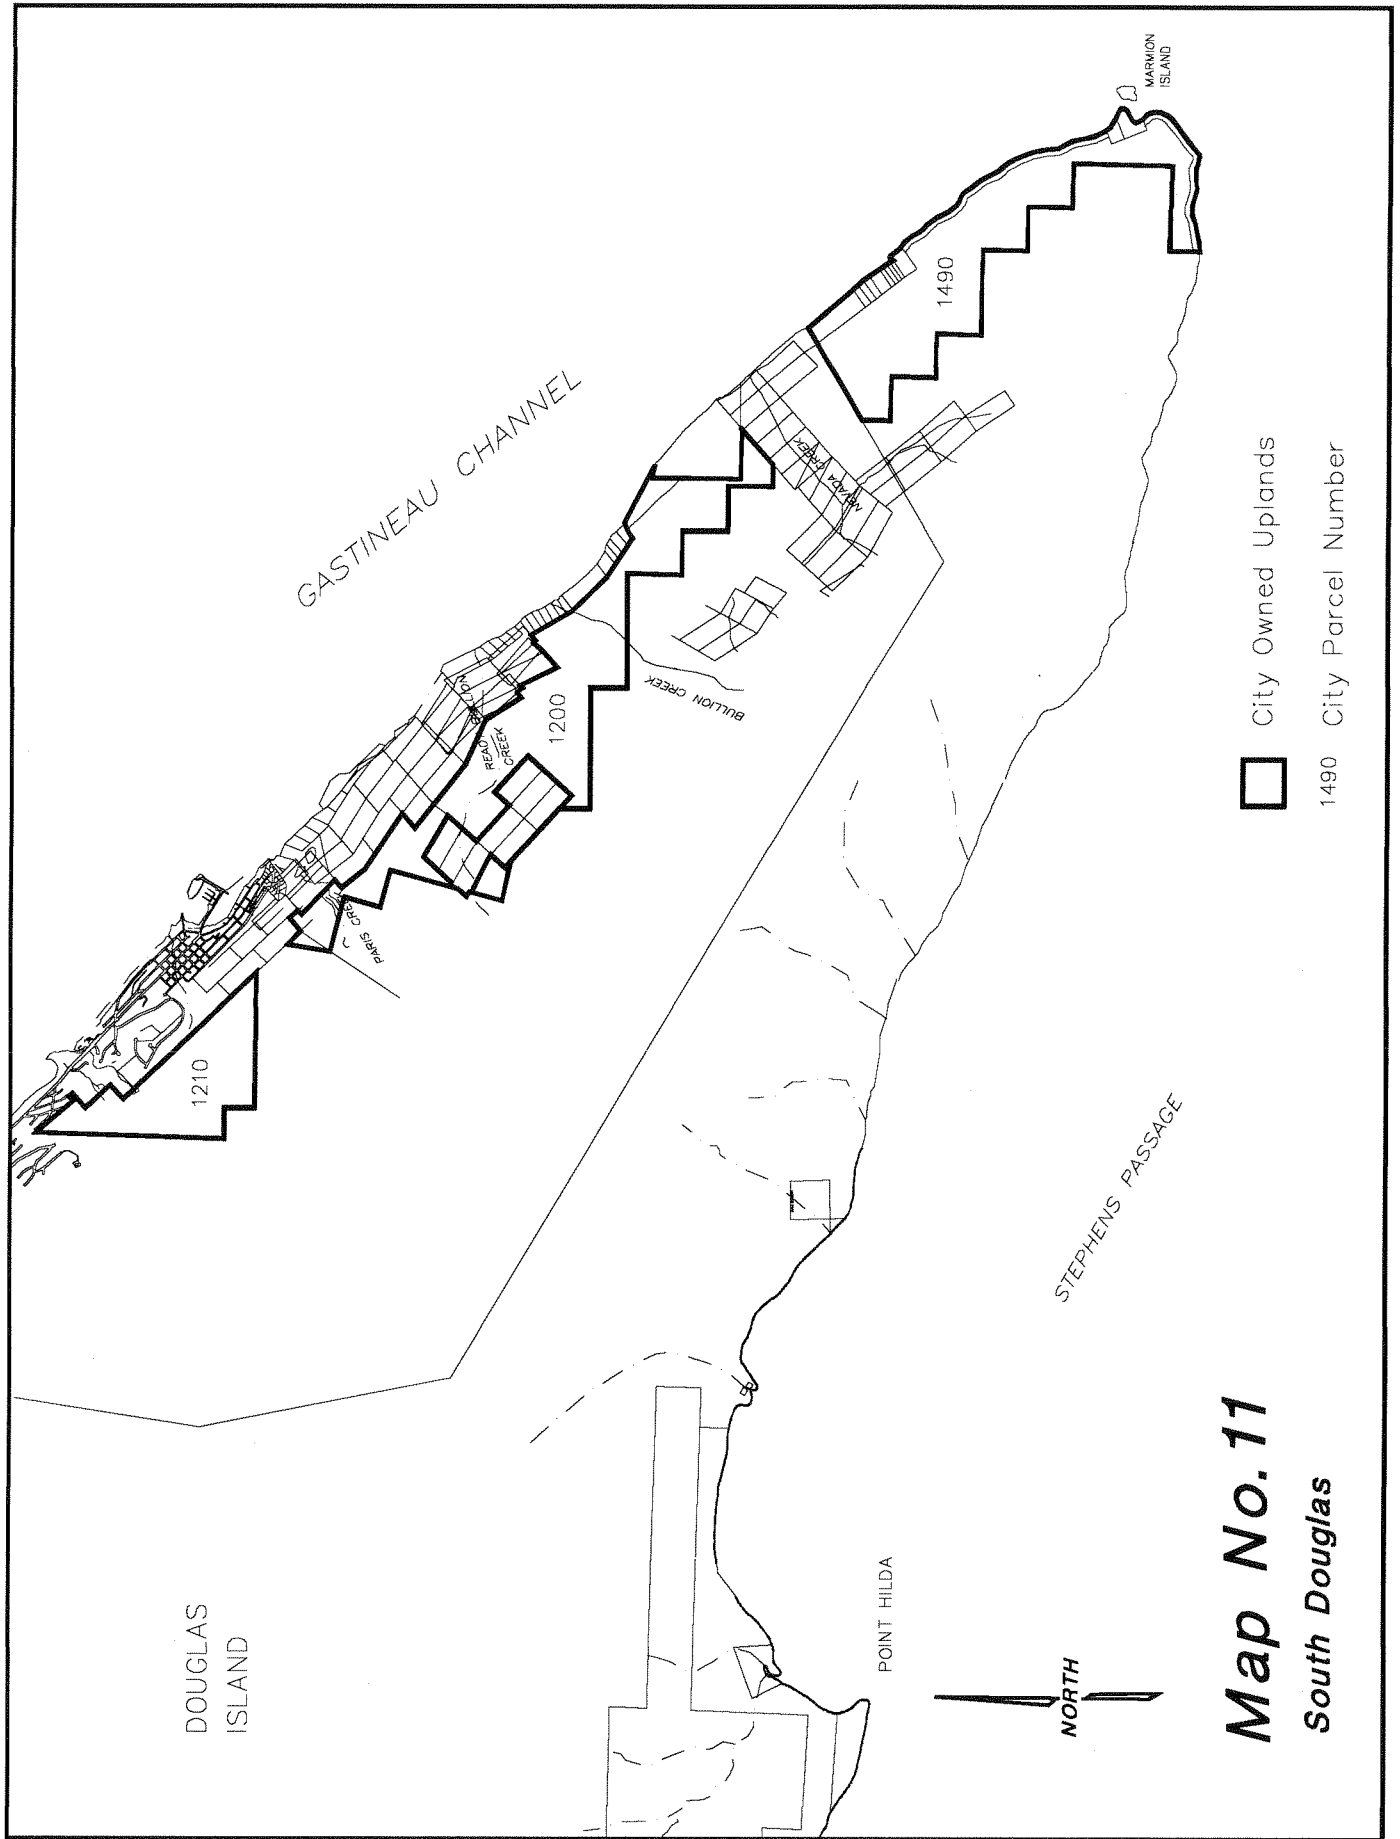 DOUGLAS
ISLAND
GASTINEAU CHANNEL
1210
PARIS CRE
READ
CREEK
1200
BULLION CREEK
NEVADA CREEK
1490
MARMION
ISLAND
POINT HILDA
STEPHENS PASSAGE
NORTH
Map No. 11
South Douglas
City Owned Uplands
1490 City Parcel Number